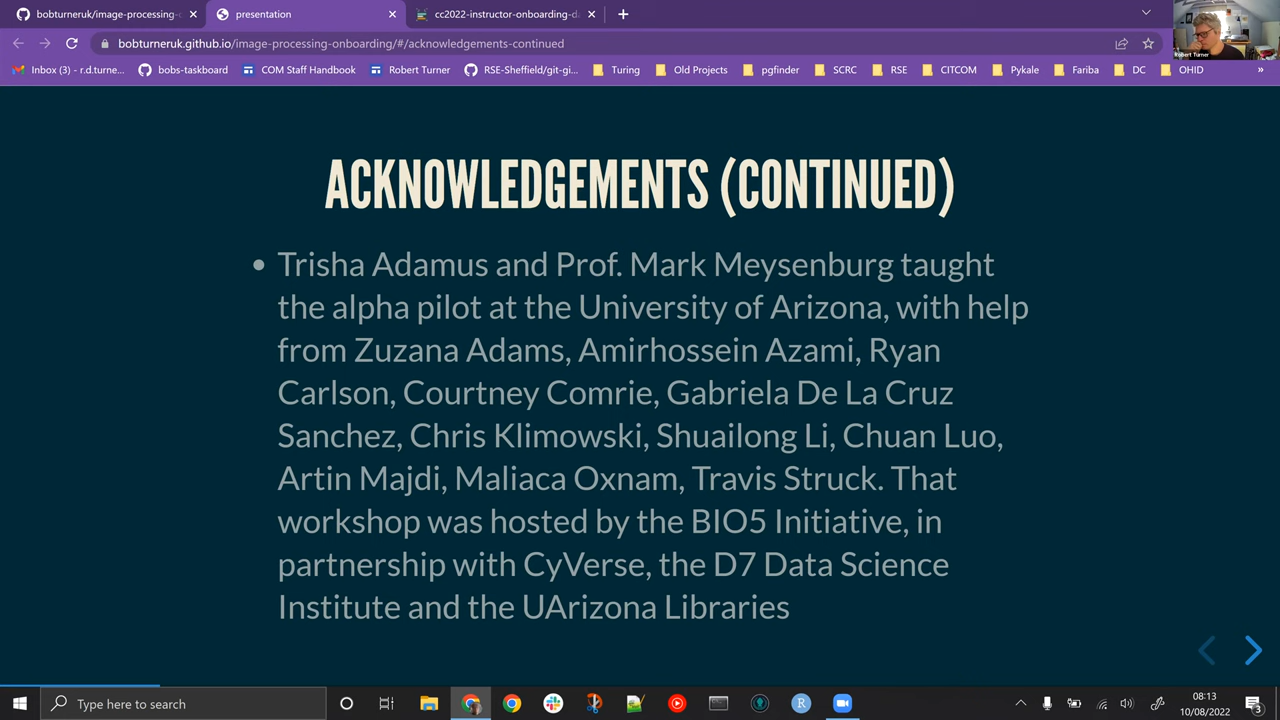 bobturneruk/image-processing-
presentation
cc2022-instructor-onboarding-d
bobturneruk.github.io/image-processing-onboarding/#/acknowledgements-continued
Inbox (3) - r.d.turne...
bobs-taskboard
COM Staff Handbook
Robert Turner
RSE-Sheffield/git-gi...
Turing
Old Projects
pgfinder
SCRC
RSE
CITCOM
Pykale
Fariba
DC
OHID
»
Robert Turner
ACKNOWLEDGEMENTS (CONTINUED)
• Trisha Adamus and Prof. Mark Meysenburg taught
the alpha pilot at the University of Arizona, with help
from Zuzana Adams, Amirhossein Azami, Ryan
Carlson, Courtney Comrie, Gabriela De La Cruz
Sanchez, Chris Klimowski, Shuailong Li, Chuan Luo,
Artin Majdi, Maliaca Oxnam, Travis Struck. That
workshop was hosted by the BIO5 Initiative, in
partnership with CyVerse, the D7 Data Science
Institute and the UArizona Libraries
Type here to search
R
08:13
10/08/2022
3